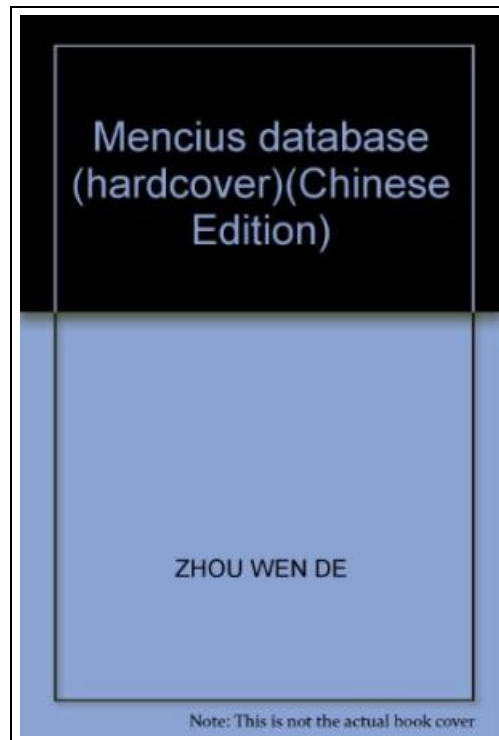 Mencius database
(hardcover)(Chinese
Edition)
ZHOU WEN DE
Note: This is not the actual book cover